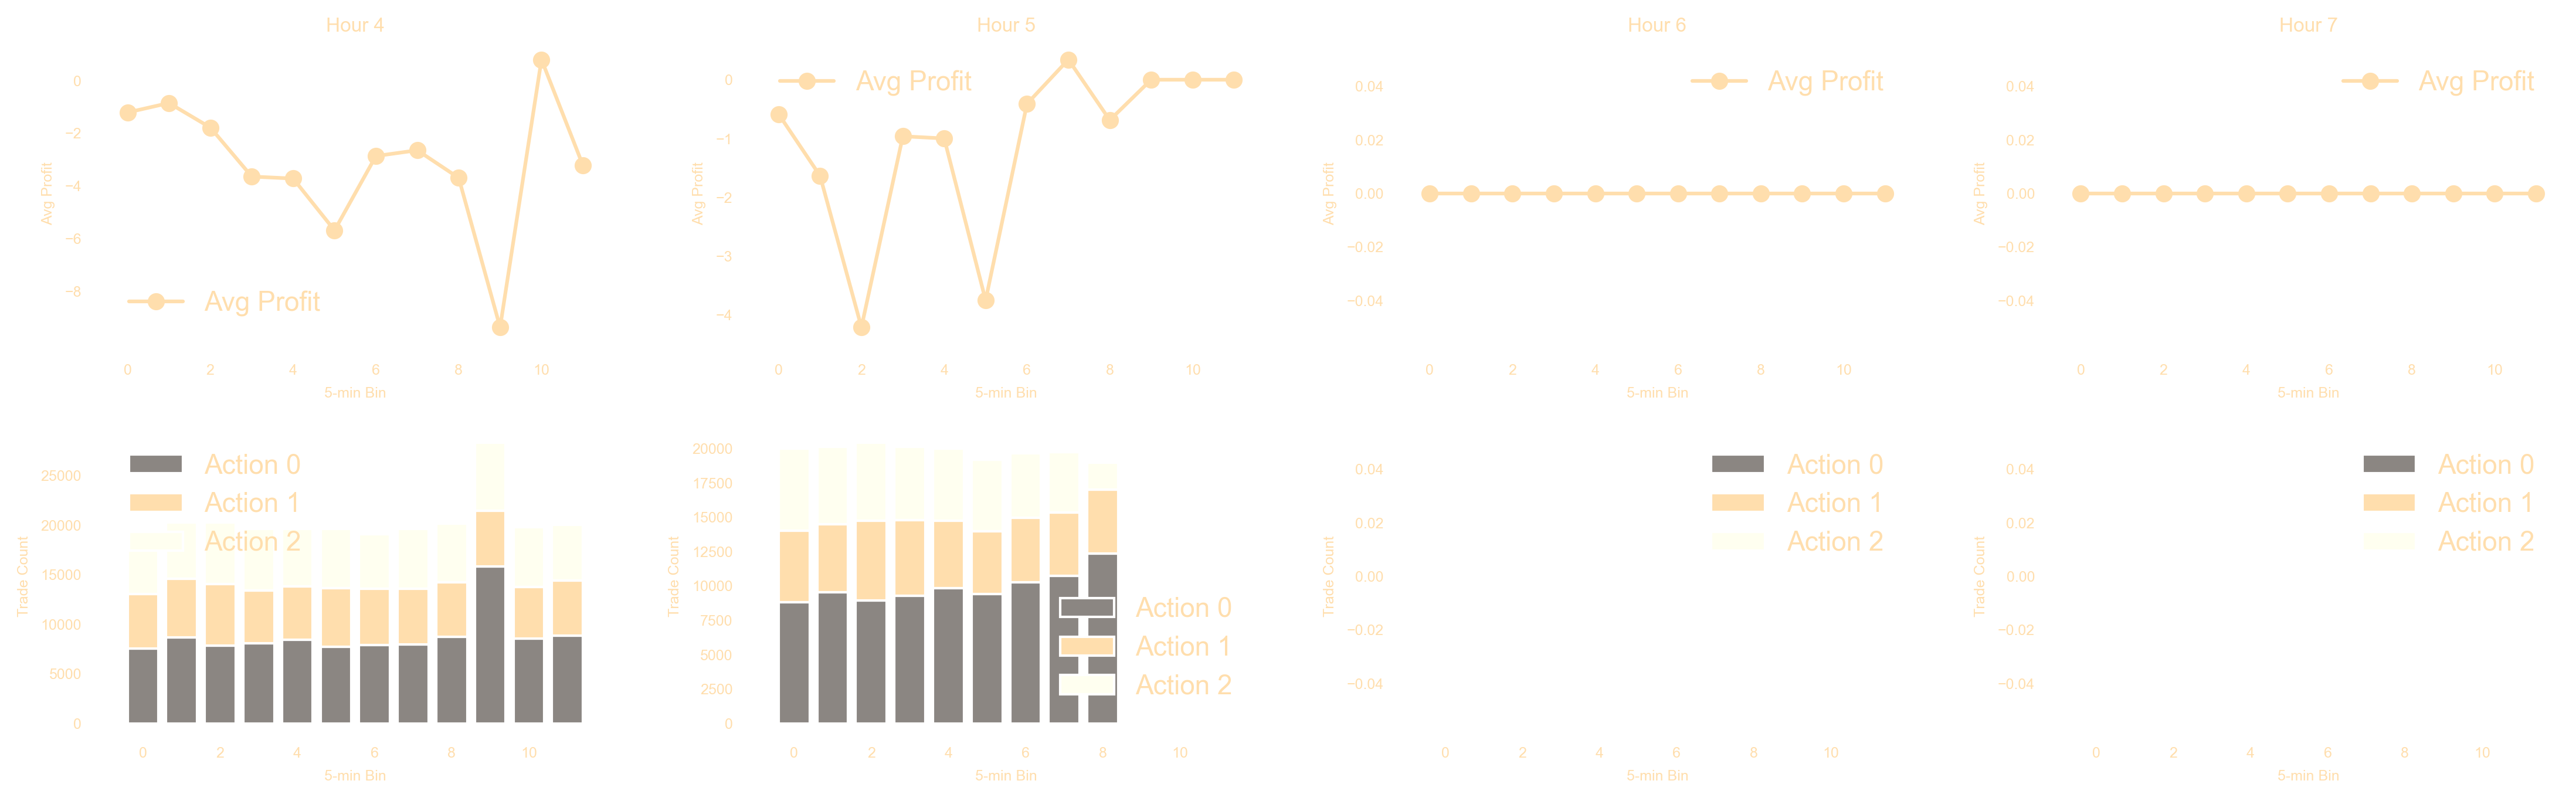 Hour 4
Avg Profit
0
−2
−4
−6
−8
Avg Profit
0 2 4 6 8 10
5-min Bin
Hour 5
Avg Profit
0
−1
−2
−3
−4
Avg Profit
0 2 4 6 8 10
5-min Bin
Hour 6
Avg Profit
0.04
0.02
0.00
−0.02
−0.04
Avg Profit
0 2 4 6 8 10
5-min Bin
Hour 7
Avg Profit
0.04
0.02
0.00
−0.02
−0.04
Avg Profit
0 2 4 6 8 10
5-min Bin
Trade Count
25000
20000
15000
10000
5000
0
Action 0
Action 1
Action 2
0 2 4 6 8 10
5-min Bin
Trade Count
20000
17500
15000
12500
10000
7500
5000
2500
0
Action 0
Action 1
Action 2
0 2 4 6 8 10
5-min Bin
Trade Count
0.04
0.02
0.00
−0.02
−0.04
Action 0
Action 1
Action 2
0 2 4 6 8 10
5-min Bin
Trade Count
0.04
0.02
0.00
−0.02
−0.04
Action 0
Action 1
Action 2
0 2 4 6 8 10
5-min Bin